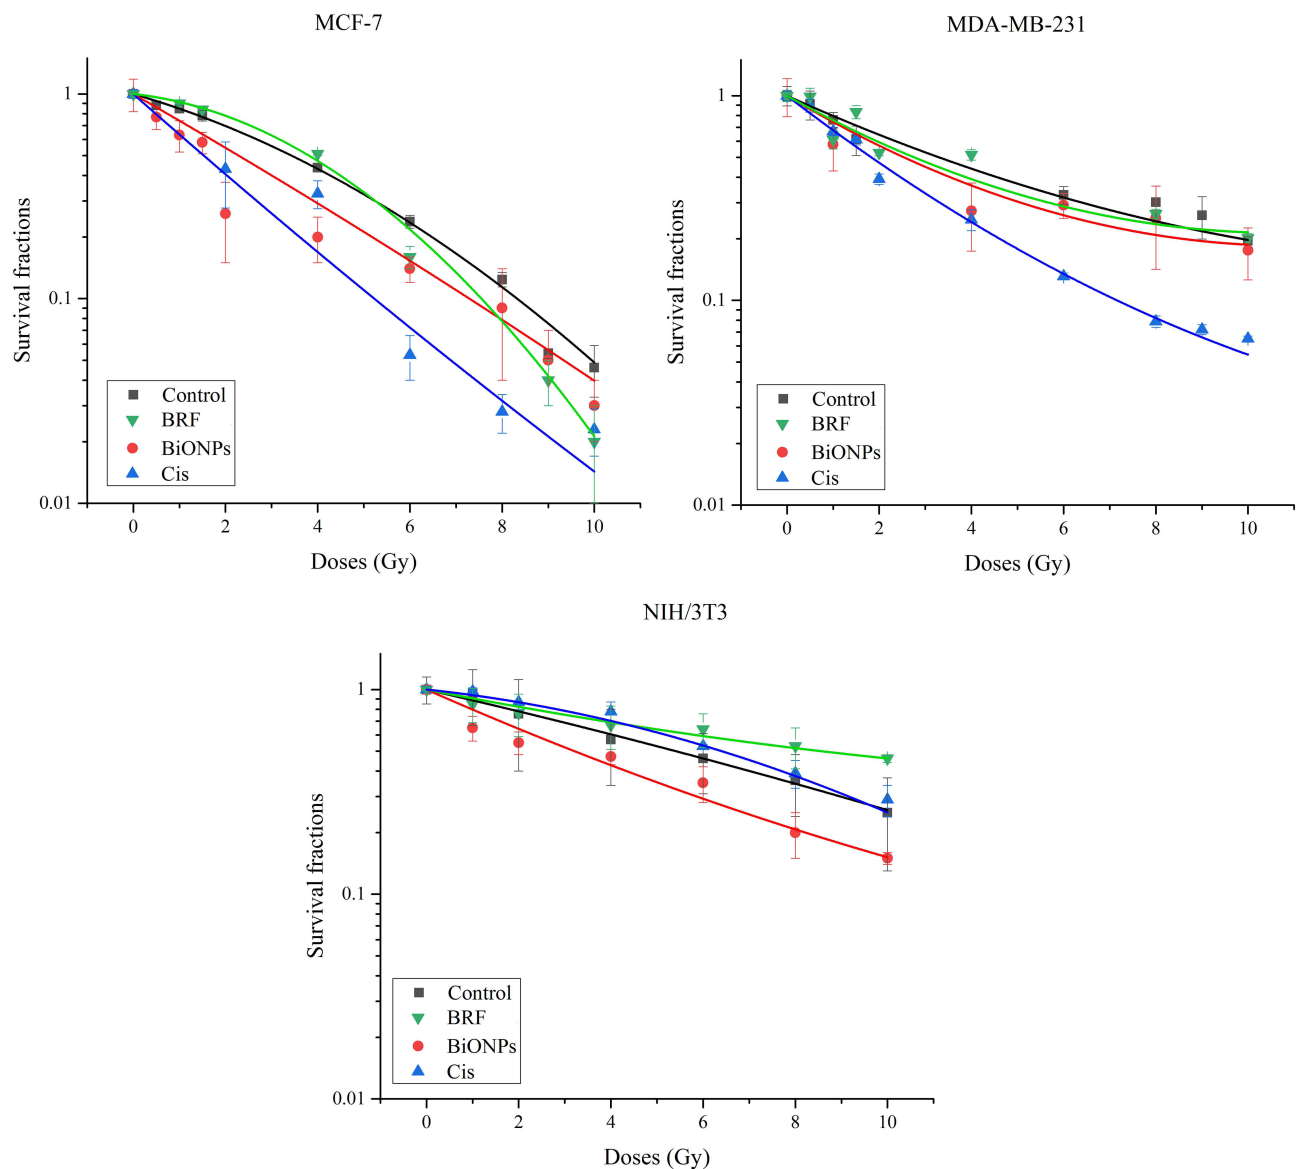 MCF-7
1
0.1
0.01
Survival fractions
Control
BRF
BiONPs
Cis
0 2 4 6 8 10
Doses (Gy)
MDA-MB-231
1
0.1
0.01
Survival fractions
Control
BRF
BiONPs
Cis
0 2 4 6 8 10
Doses (Gy)
NIH/3T3
1
0.1
0.01
Survival fractions
Control
BRF
BiONPs
Cis
0 2 4 6 8 10
Doses (Gy)